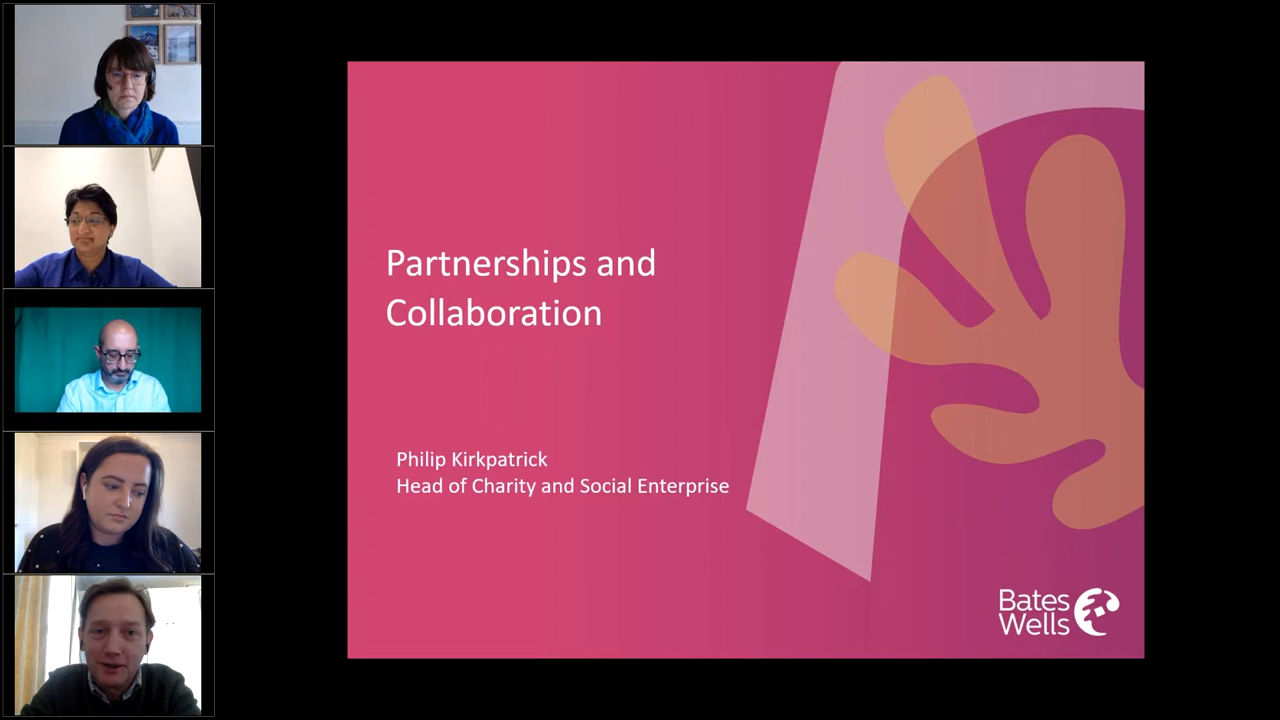 Partnerships and
Collaboration
Philip Kirkpatrick
Head of Charity and Social Enterprise
Bates
Wells